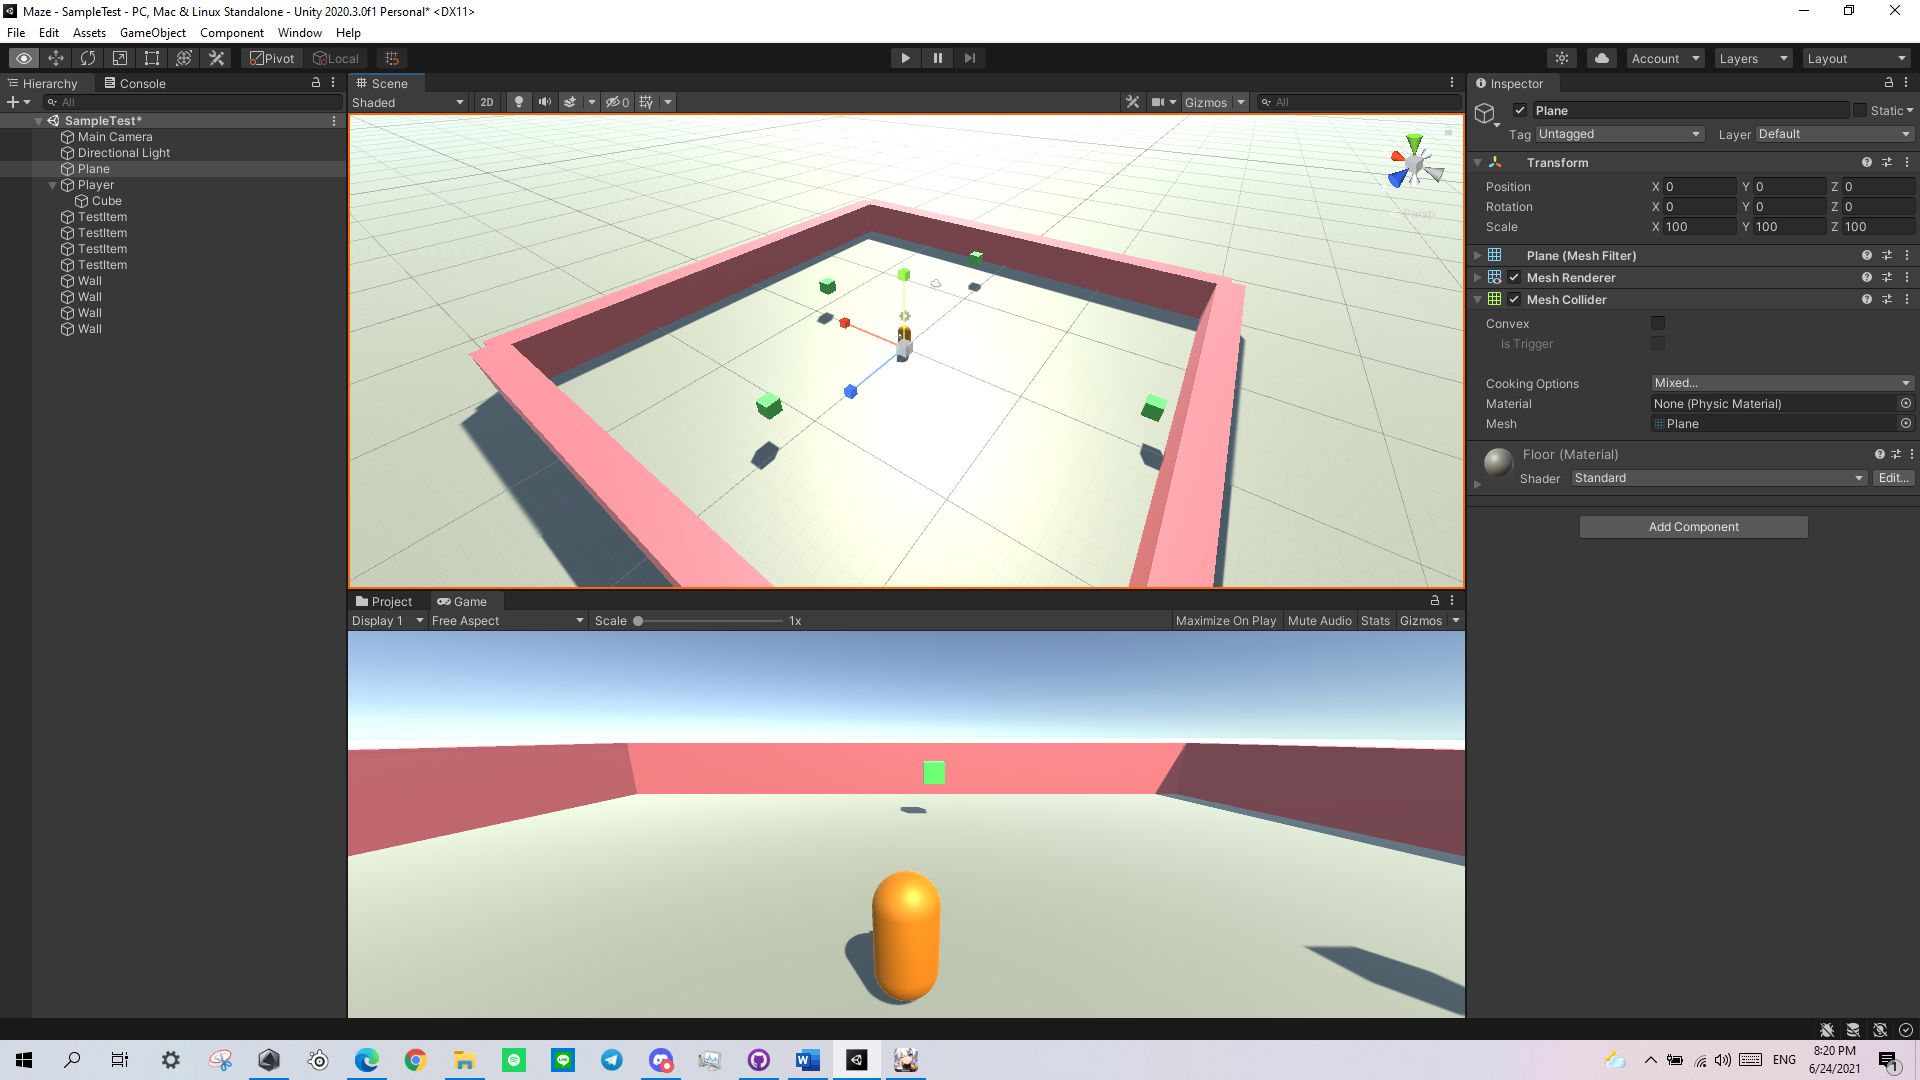 Maze - SampleTest - PC, Mac & Linux Standalone - Unity 2020.3.0f1 Personal* <DX11>
File Edit Assets GameObject Component Window Help
Pivot Local Account Layers Layout
Hierarchy Console
All
SampleTest*
Main Camera
Directional Light
Plane
Player
Cube
TestItem
TestItem
TestItem
TestItem
Wall
Wall
Wall
Wall
Scene
Shaded 2D 0 Gizmos All
Persp
Project Game
Display 1 Free Aspect Scale 1x Maximize On Play Mute Audio Stats Gizmos
Inspector
Plane Static
Tag Untagged Layer Default
Transform
Position X 0 Y 0 Z 0
Rotation X 0 Y 0 Z 0
Scale X 100 Y 100 Z 100
Plane (Mesh Filter)
Mesh Renderer
Mesh Collider
Convex
Is Trigger
Cooking Options Mixed...
Material None (Physic Material)
Mesh Plane
Floor (Material)
Shader Standard Edit...
Add Component
ENG 8:20 PM
6/24/2021 1